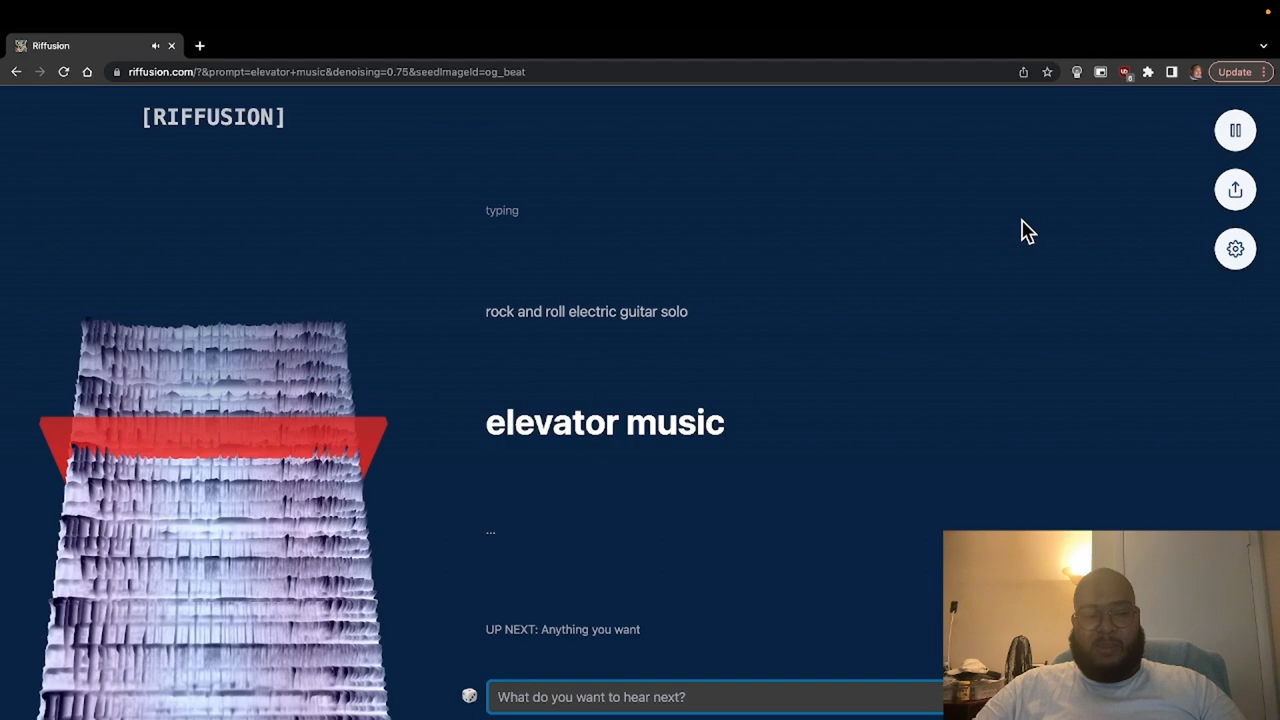 Riffusion
riffusion.com/?&prompt=elevator+music&denoising=0.75&seedImageId=og_beat
Update
[RIFFUSION]
typing
rock and roll electric guitar solo
elevator music
...
UP NEXT: Anything you want
What do you want to hear next?